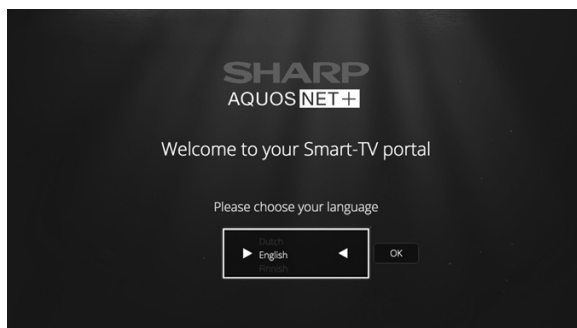 SHARP
AQUOS NET+
Welcome to your Smart-TV portal
Please choose your language
Dutch
English
OK
Finnish